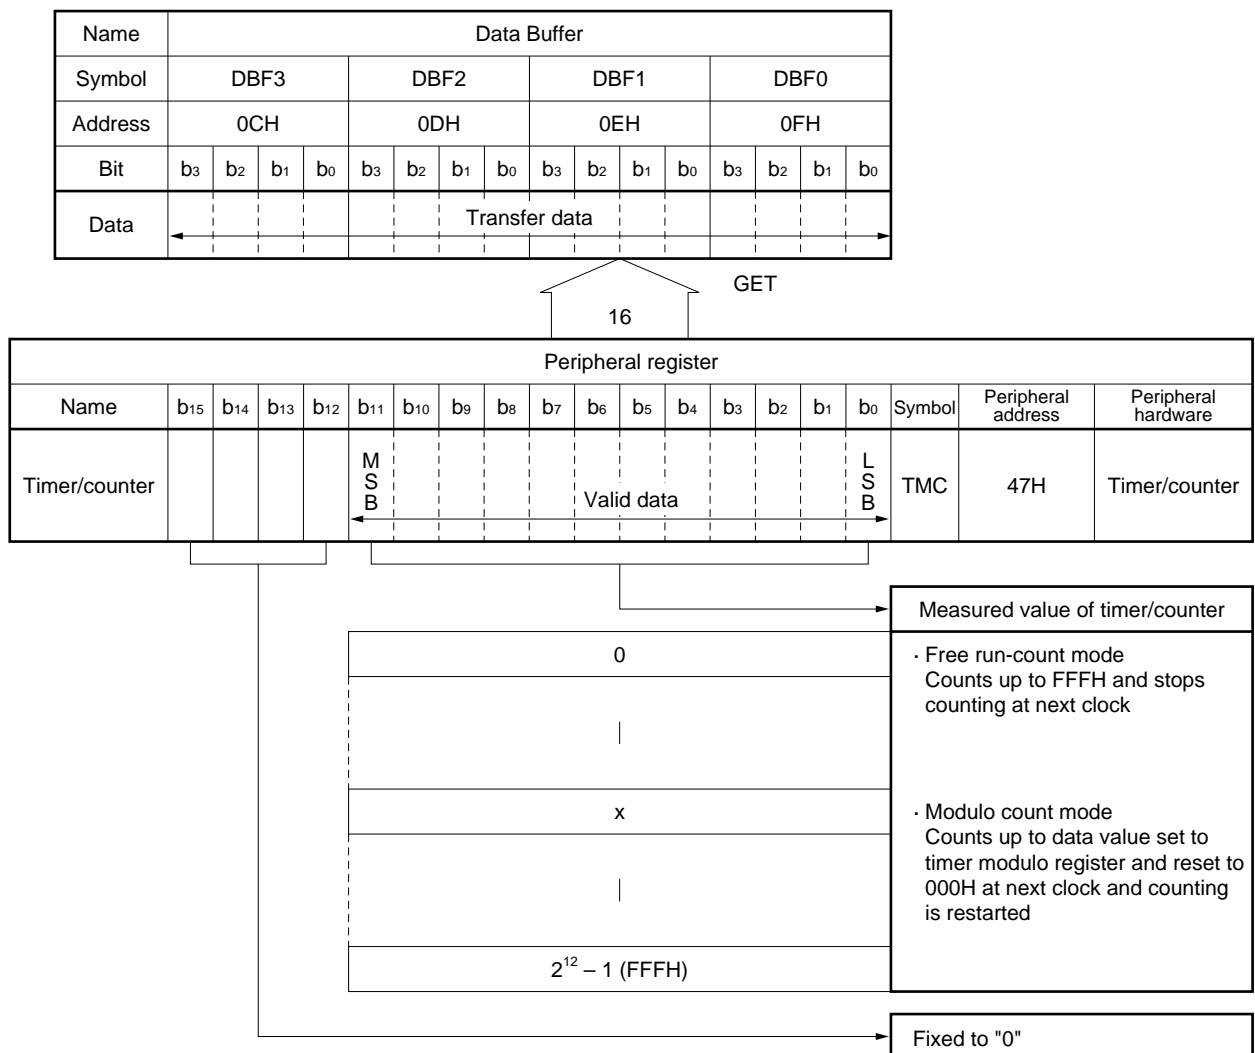 Name Data Buffer
Symbol DBF3 DBF2 DBF1 DBF0
Address 0CH 0DH 0EH 0FH
Bit b3 b2 b1 b0 b3 b2 b1 b0 b3 b2 b1 b0 b3 b2 b1 b0
Data Transfer data
GET
16
Peripheral register
Name b15 b14 b13 b12 b11 b10 b9 b8 b7 b6 b5 b4 b3 b2 b1 b0 Symbol Peripheral address Peripheral hardware
Timer/counter MSB Valid data LSB TMC 47H Timer/counter
Measured value of timer/counter
0
· Free run-count mode
Counts up to FFFH and stops
counting at next clock
x
· Modulo count mode
Counts up to data value set to
timer modulo register and reset to
000H at next clock and counting
is restarted
2^12 – 1 (FFFH)
Fixed to "0"